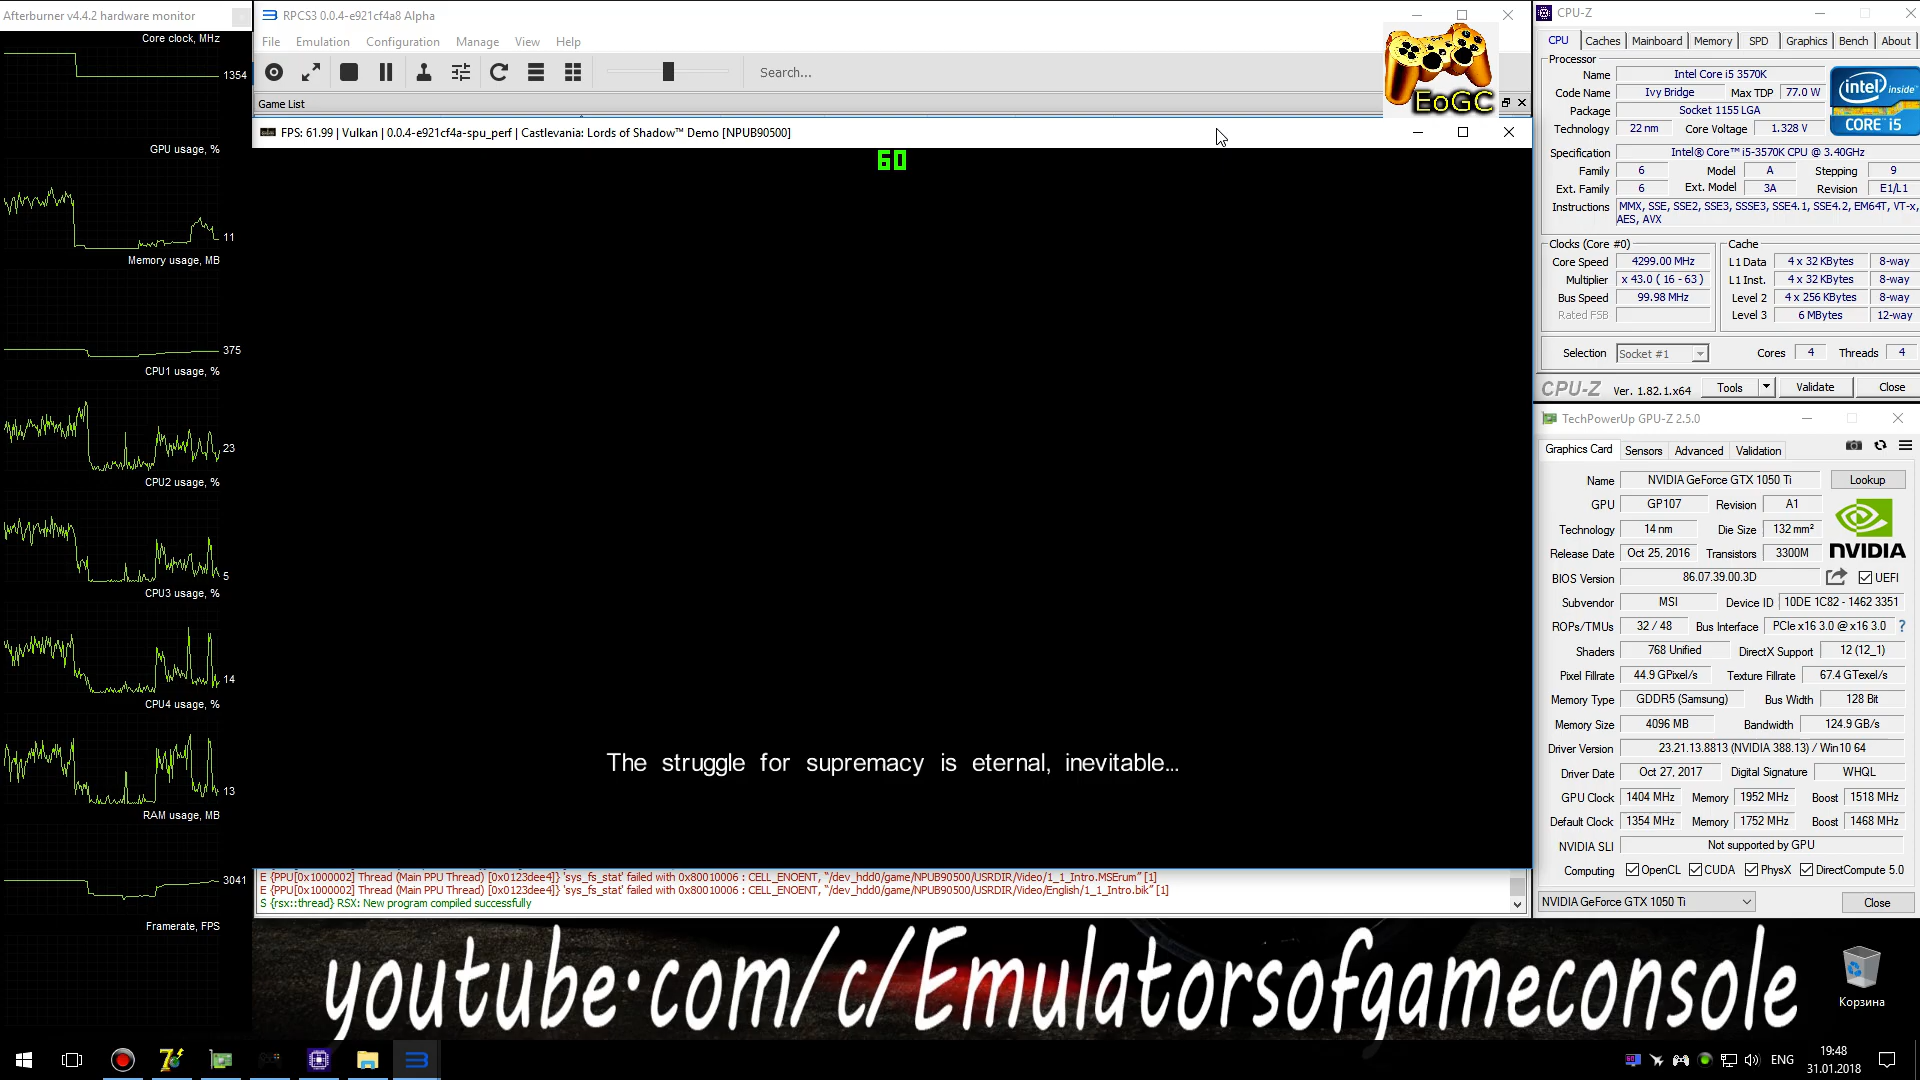 Afterburner v4.4.2 hardware monitor
Core clock, MHz
1354
GPU usage, %
11
Memory usage, MB
375
CPU1 usage, %
23
CPU2 usage, %
5
CPU3 usage, %
14
CPU4 usage, %
13
RAM usage, MB
3041
Framerate, FPS
RPCS3 0.0.4-e921cf4a8 Alpha
File Emulation Configuration Manage View Help
Search...
EoGC
Game List
FPS: 61.99 | Vulkan | 0.0.4-e921cf4a-spu_perf | Castlevania: Lords of Shadow™ Demo [NPUB90500]
60
The struggle for supremacy is eternal, inevitable...
E {PPU[0x1000002] Thread (Main PPU Thread) [0x0123dee4]} 'sys_fs_stat' failed with 0x80010006 : CELL_ENOENT, "/dev_hdd0/game/NPUB90500/USRDIR/Video/1_1_Intro.MSErum" [1]
E {PPU[0x1000002] Thread (Main PPU Thread) [0x0123dee4]} 'sys_fs_stat' failed with 0x80010006 : CELL_ENOENT, "/dev_hdd0/game/NPUB90500/USRDIR/Video/English/1_1_Intro.bik" [1]
S {rsx::thread} RSX: New program compiled successfully
youtube.com/c/Emulatorsofgameconsole
CPU-Z
CPU Caches Mainboard Memory SPD Graphics Bench About
Processor
Name Intel Core i5 3570K
Code Name Ivy Bridge Max TDP 77.0 W
Package Socket 1155 LGA
Technology 22 nm Core Voltage 1.328 V
intel inside™
CORE i5
Specification Intel® Core™ i5-3570K CPU @ 3.40GHz
Family 6 Model A Stepping 9
Ext. Family 6 Ext. Model 3A Revision E1/L1
Instructions MMX, SSE, SSE2, SSE3, SSSE3, SSE4.1, SSE4.2, EM64T, VT-x,
AES, AVX
Clocks (Core #0)
Core Speed 4299.00 MHz
Multiplier x 43.0 ( 16 - 63 )
Bus Speed 99.98 MHz
Rated FSB
Cache
L1 Data 4 x 32 KBytes 8-way
L1 Inst. 4 x 32 KBytes 8-way
Level 2 4 x 256 KBytes 8-way
Level 3 6 MBytes 12-way
Selection Socket #1 Cores 4 Threads 4
CPU-Z Ver. 1.82.1.x64 Tools Validate Close
TechPowerUp GPU-Z 2.5.0
Graphics Card Sensors Advanced Validation
Name NVIDIA GeForce GTX 1050 Ti Lookup
GPU GP107 Revision A1
Technology 14 nm Die Size 132 mm²
Release Date Oct 25, 2016 Transistors 3300M
NVIDIA
BIOS Version 86.07.39.00.3D UEFI
Subvendor MSI Device ID 10DE 1C82 - 1462 3351
ROPs/TMUs 32 / 48 Bus Interface PCIe x16 3.0 @ x16 3.0 ?
Shaders 768 Unified DirectX Support 12 (12_1)
Pixel Fillrate 44.9 GPixel/s Texture Fillrate 67.4 GTexel/s
Memory Type GDDR5 (Samsung) Bus Width 128 Bit
Memory Size 4096 MB Bandwidth 124.9 GB/s
Driver Version 23.21.13.8813 (NVIDIA 388.13) / Win10 64
Driver Date Oct 27, 2017 Digital Signature WHQL
GPU Clock 1404 MHz Memory 1952 MHz Boost 1518 MHz
Default Clock 1354 MHz Memory 1752 MHz Boost 1468 MHz
NVIDIA SLI Not supported by GPU
Computing OpenCL CUDA PhysX DirectCompute 5.0
NVIDIA GeForce GTX 1050 Ti Close
Корзина
ENG
19:48
31.01.2018